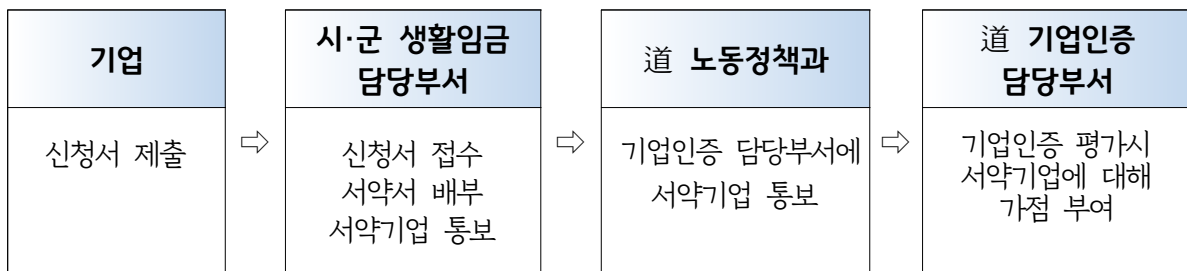 기업
신청서 제출
⇨
시·군 생활임금
담당부서
신청서 접수
서약서 배부
서약기업 통보
⇨
道 노동정책과
기업인증 담당부서에
서약기업 통보
⇨
道 기업인증
담당부서
기업인증 평가시
서약기업에 대해
가점 부여